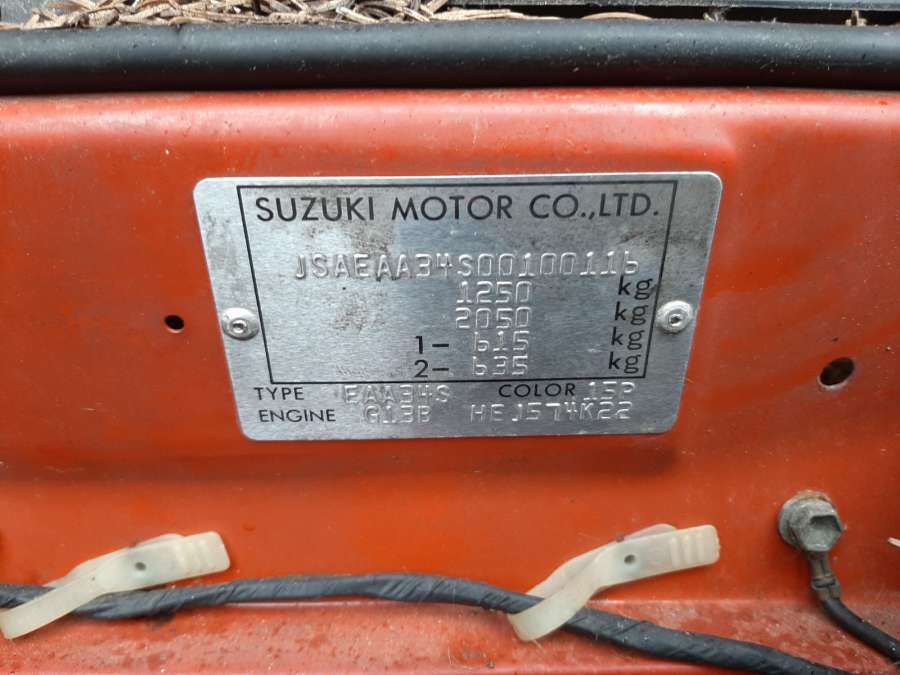 SUZUKI MOTOR CO.,LTD.
JSAEAA34S00100116
1250 kg
2050 kg
1- 615 kg
2- 635 kg
TYPE EAA34S COLOR 15P
ENGINE G13B HEJ574K22